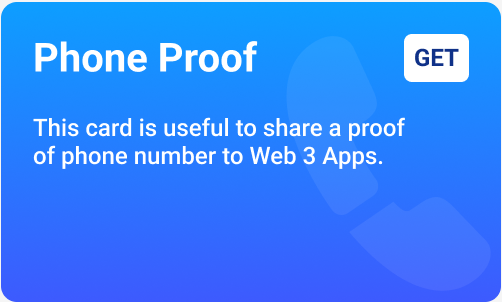 Phone Proof
GET
This card is useful to share a proof
of phone number to Web 3 Apps.